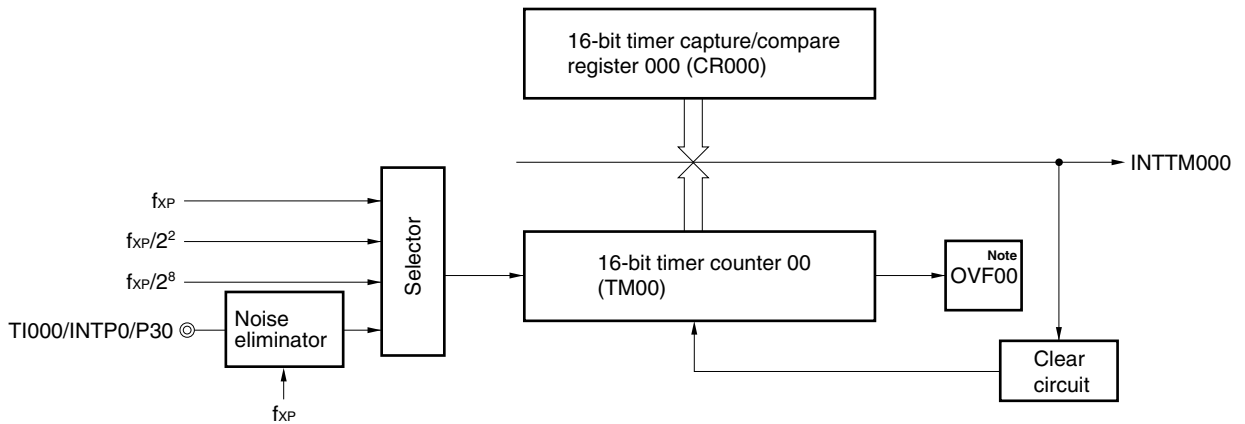 16-bit timer capture/compare
register 000 (CR000)
INTTM000
fXP
fXP/2²
fXP/2⁸
TI000/INTP0/P30
Noise
eliminator
fXP
Selector
16-bit timer counter 00
(TM00)
Note
OVF00
Clear
circuit